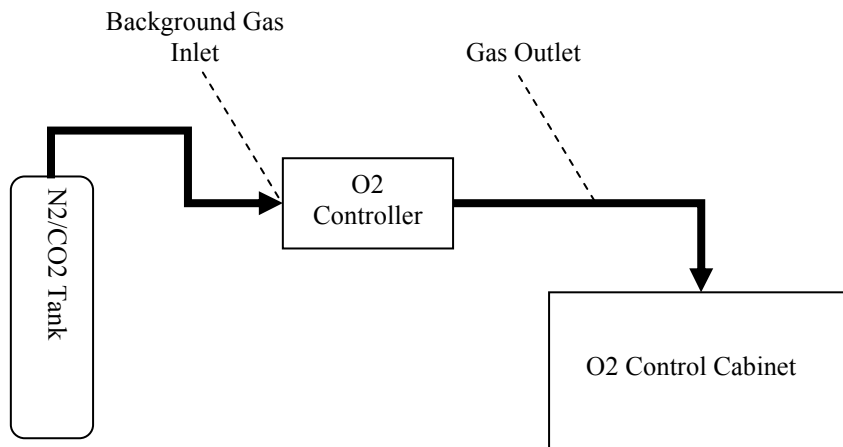 Background Gas
Inlet
Gas Outlet
N2/CO2 Tank
O2
Controller
O2 Control Cabinet